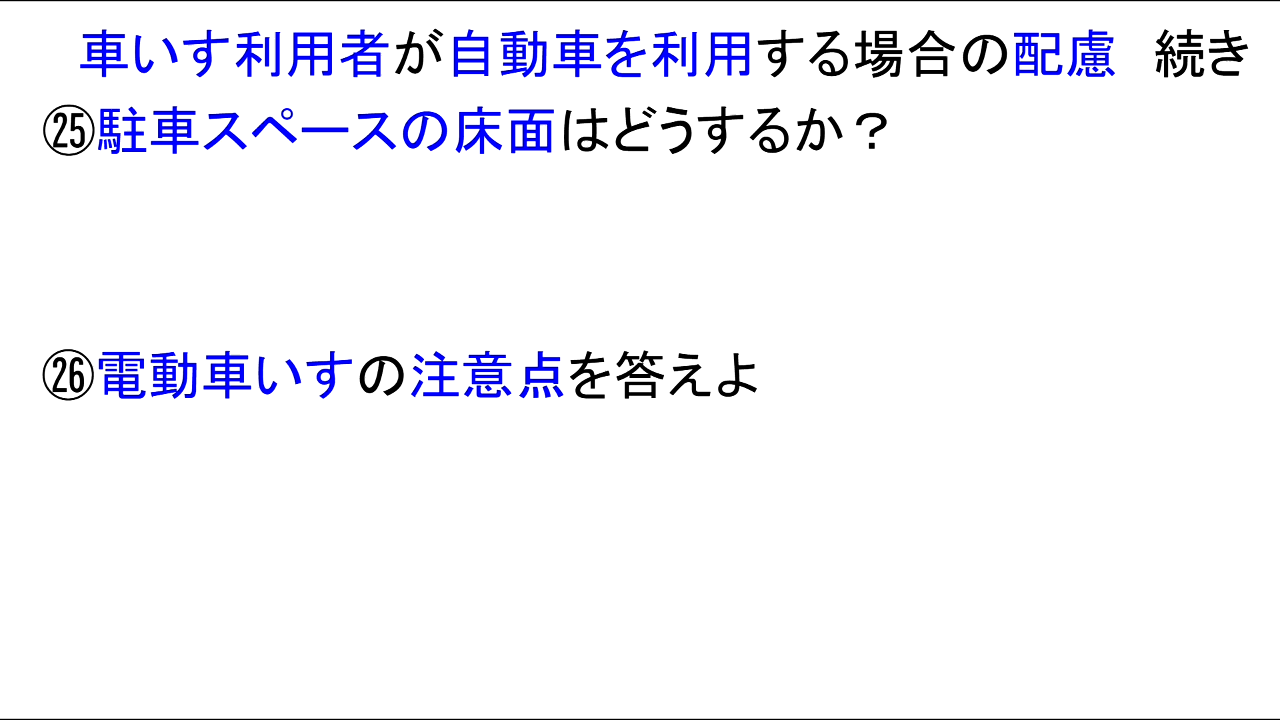 車いす利用者が自動車を利用する場合の配慮　続き
㉕駐車スペースの床面はどうするか？
㉖電動車いすの注意点を答えよ